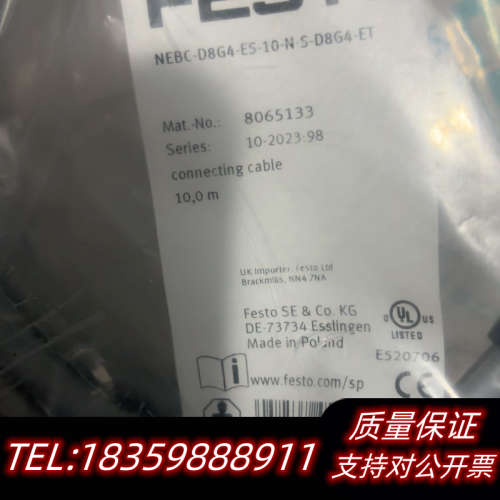 FESTO
NEBC-D8G4-ES-10-N-S-D8G4-ET
Mat.-No.: 8065133
Series: 10-2023:98
connecting cable
10,0 m
UK Importer: Festo Ltd
Brackmills, NN4 7NA
Festo SE & Co. KG
DE-73734 Esslingen
Made in Poland
C UL US
LISTED
E520706
i
www.festo.com/sp
CE
质量保证
TEL:18359888911
支持对公开票